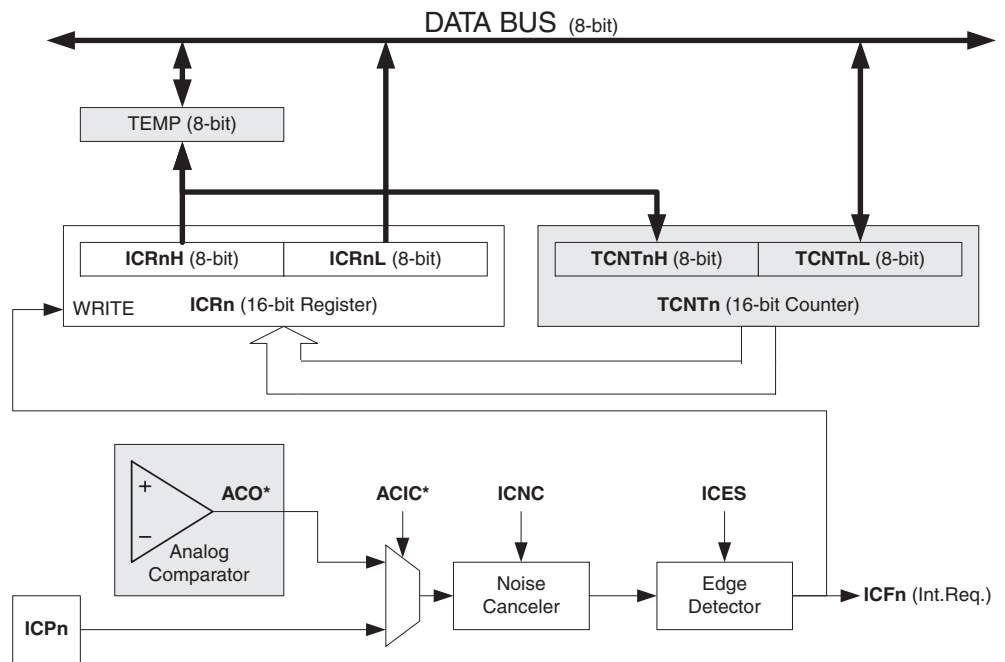 DATA BUS (8-bit)
TEMP (8-bit)
ICRnH (8-bit)
ICRnL (8-bit)
WRITE
ICRn (16-bit Register)
TCNTnH (8-bit)
TCNTnL (8-bit)
TCNTn (16-bit Counter)
+
−
ACO*
Analog
Comparator
ACIC*
ICNC
ICES
Noise
Canceler
Edge
Detector
ICFn (Int.Req.)
ICPn